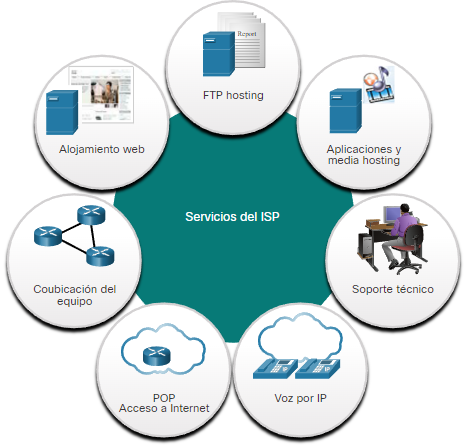 Report
FTP hosting
Alojamiento web
Aplicaciones y
media hosting
Servicios del ISP
Coubicación del
equipo
Soporte técnico
POP
Acceso a Internet
Voz por IP